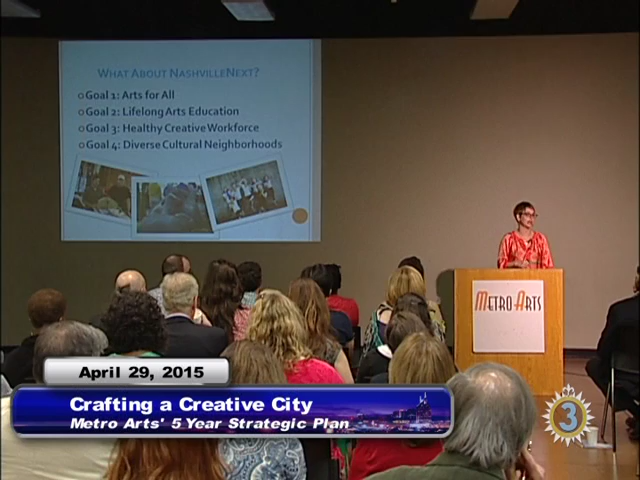 WHAT ABOUT NASHVILLENEXT?
Goal 1: Arts for All
Goal 2: Lifelong Arts Education
Goal 3: Healthy Creative Workforce
Goal 4: Diverse Cultural Neighborhoods
METRO ARTS
April 29, 2015
Crafting a Creative City
Metro Arts' 5 Year Strategic Plan
3